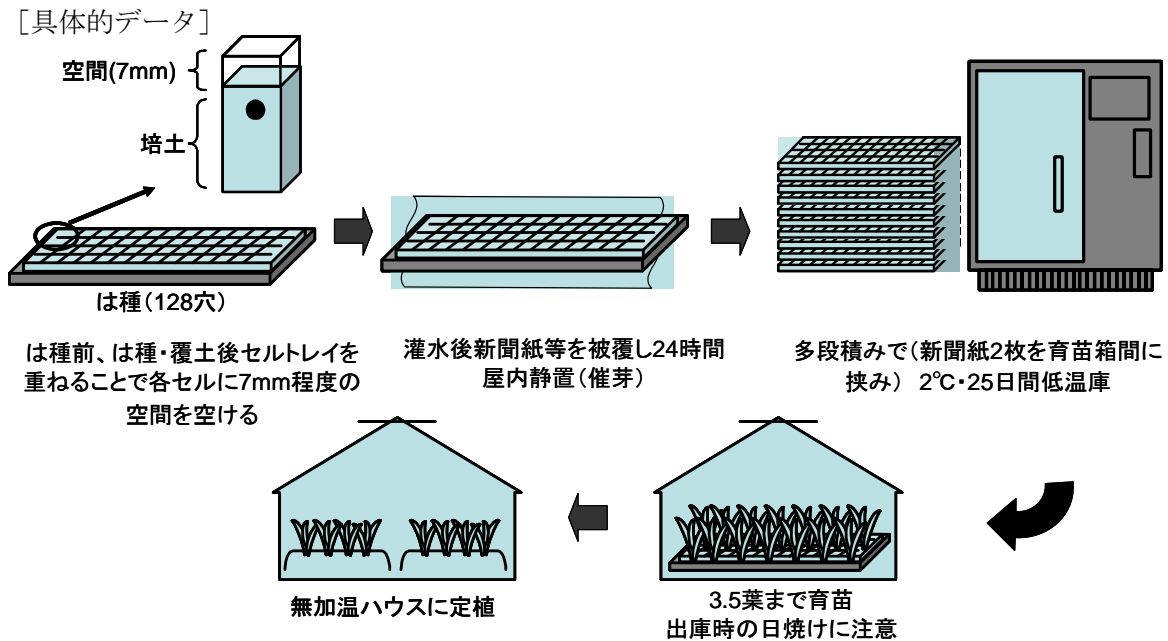 ［具体的データ］
空間(7mm)
培土
は種（128穴）
は種前、は種・覆土後セルトレイを
重ねることで各セルに7mm程度の
空間を空ける
灌水後新聞紙等を被覆し24時間
屋内静置（催芽）
多段積みで（新聞紙2枚を育苗箱間に
挟み） 2℃・25日間低温庫
3.5葉まで育苗
出庫時の日焼けに注意
無加温ハウスに定植